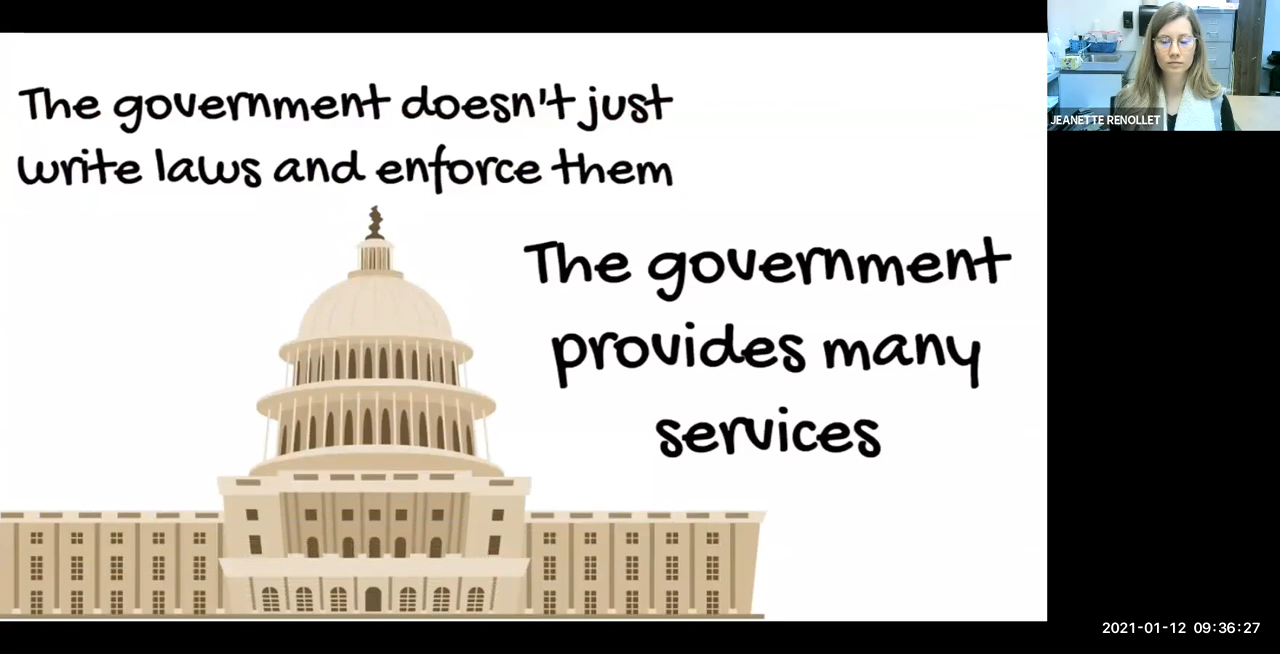 The government doesn't just
write laws and enforce them
The government
provides many
services
JEANETTE RENOLLET
2021-01-12 09:36:27